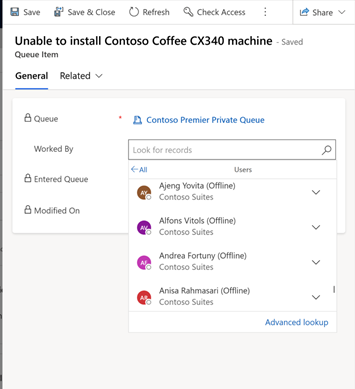 Save Save & Close Refresh Check Access Share
Unable to install Contoso Coffee CX340 machine - Saved
Queue Item
General Related
Queue * Contoso Premier Private Queue
Worked By Look for records
All Users
Entered Queue
Modified On
AY Ajeng Yovita (Offline)
Contoso Suites
AV Alfons Vitols (Offline)
Contoso Suites
AF Andrea Fortuny (Offline)
Contoso Suites
AR Anisa Rahmasari (Offline)
Contoso Suites
Advanced lookup